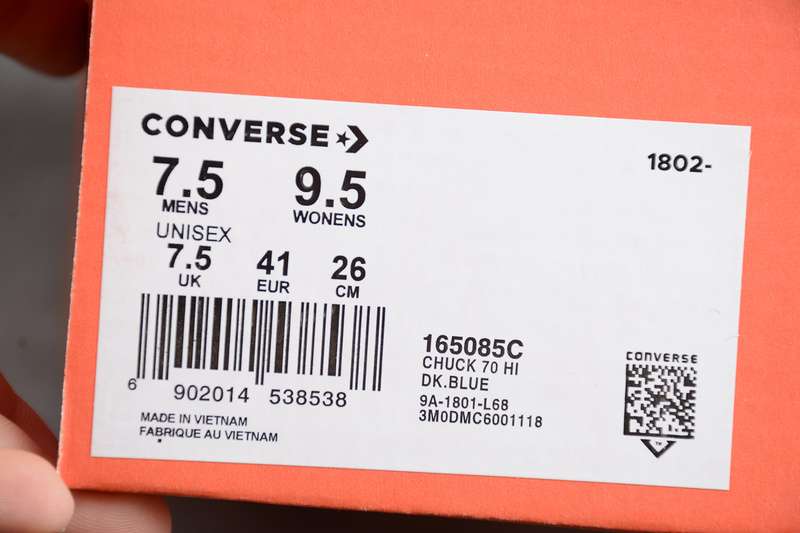 CONVERSE
1802-
7.5 9.5
MENS WONENS
UNISEX
7.5 41 26
UK EUR CM
6 902014 538538
MADE IN VIETNAM
FABRIQUE AU VIETNAM
165085C
CHUCK 70 HI
DK.BLUE
9A-1801-L68
3M0DMC6001118
CONVERSE